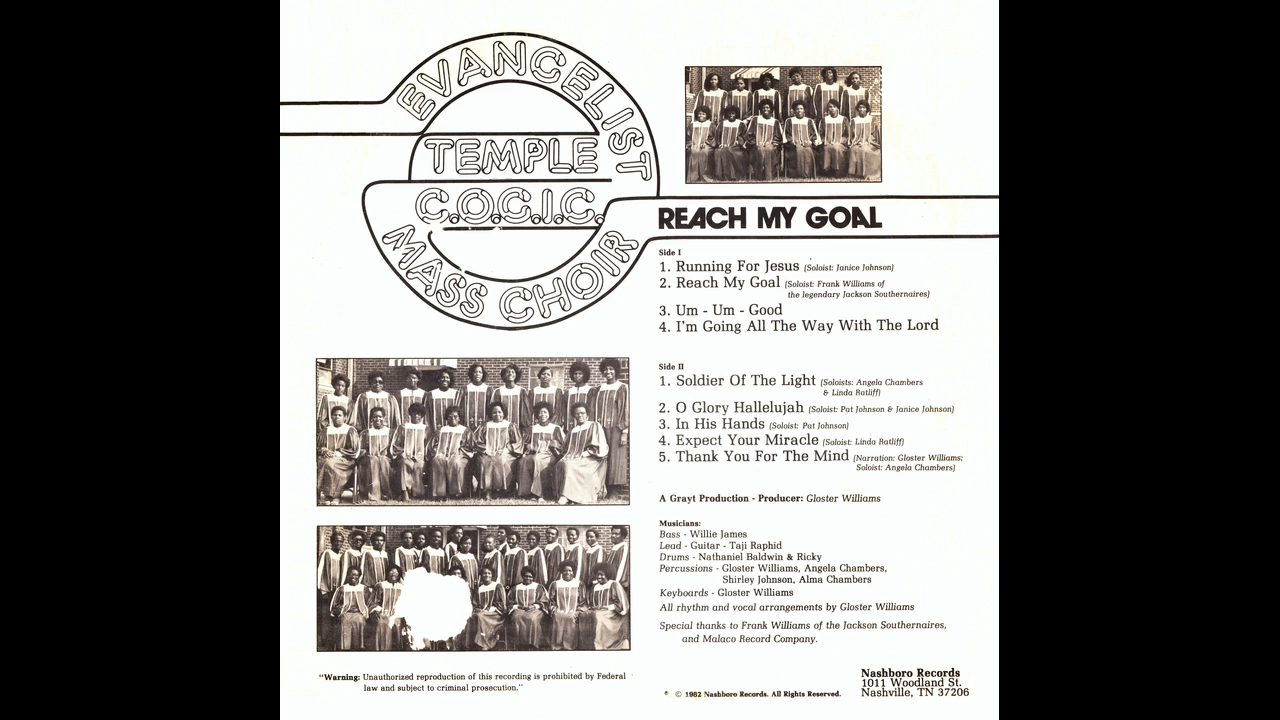 EVANGELIST
TEMPLE
C.O.G.I.C.
MASS CHOIR
REACH MY GOAL
Side I
1. Running For Jesus (Soloist: Janice Johnson)
2. Reach My Goal (Soloist: Frank Williams of
the legendary Jackson Southernaires)
3. Um - Um - Good
4. I'm Going All The Way With The Lord
Side II
1. Soldier Of The Light (Soloists: Angela Chambers
& Linda Ratliff)
2. O Glory Hallelujah (Soloist: Pat Johnson & Janice Johnson)
3. In His Hands (Soloist: Pat Johnson)
4. Expect Your Miracle (Soloist: Linda Ratliff)
5. Thank You For The Mind (Narration: Gloster Williams;
Soloist: Angela Chambers)
A Grayt Production - Producer: Gloster Williams
Musicians:
Bass - Willie James
Lead - Guitar - Taji Raphid
Drums - Nathaniel Baldwin & Ricky
Percussions - Gloster Williams, Angela Chambers,
Shirley Johnson, Alma Chambers
Keyboards - Gloster Williams
All rhythm and vocal arrangements by Gloster Williams
Special thanks to Frank Williams of the Jackson Southernaires,
and Malaco Record Company.
"Warning: Unauthorized reproduction of this recording is prohibited by Federal
law and subject to criminal prosecution."
© 1982 Nashboro Records. All Rights Reserved.
Nashboro Records
1011 Woodland St.
Nashville, TN 37206